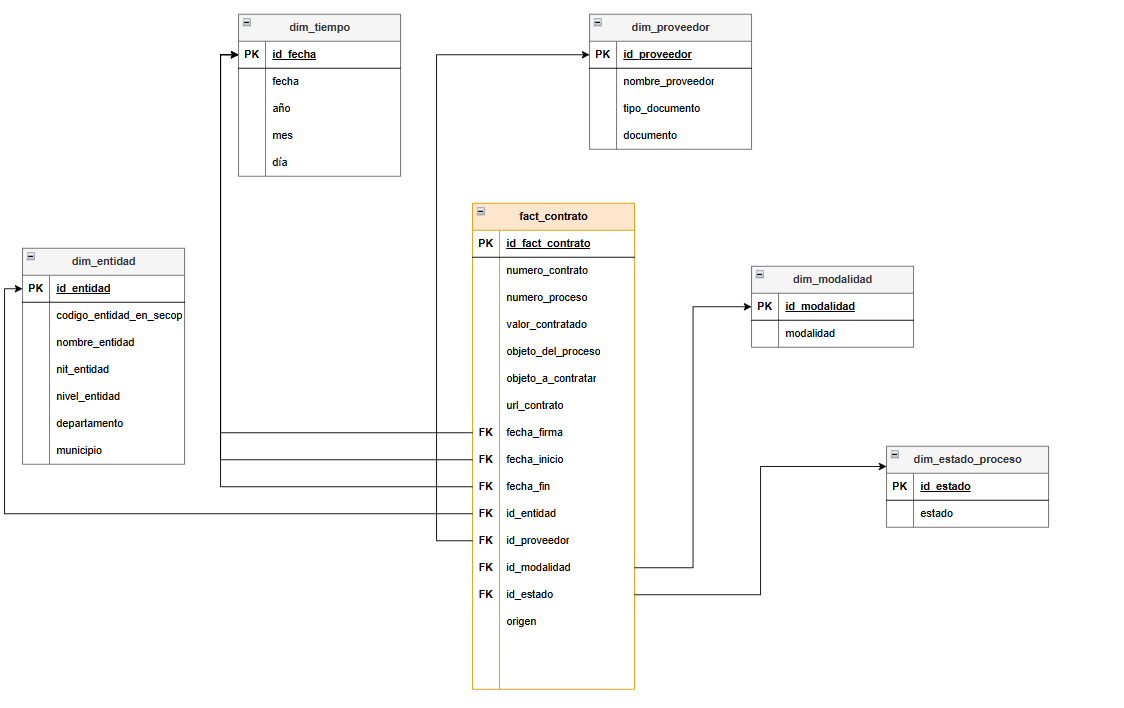 dim_tiempo
PK id_fecha
fecha
año
mes
día
dim_proveedor
PK id_proveedor
nombre_proveedor
tipo_documento
documento
fact_contrato
PK id_fact_contrato
numero_contrato
numero_proceso
valor_contratado
objeto_del_proceso
objeto_a_contratar
url_contrato
FK fecha_firma
FK fecha_inicio
FK fecha_fin
FK id_entidad
FK id_proveedor
FK id_modalidad
FK id_estado
origen
dim_entidad
PK id_entidad
codigo_entidad_en_secop
nombre_entidad
nit_entidad
nivel_entidad
departamento
municipio
dim_modalidad
PK id_modalidad
modalidad
dim_estado_proceso
PK id_estado
estado